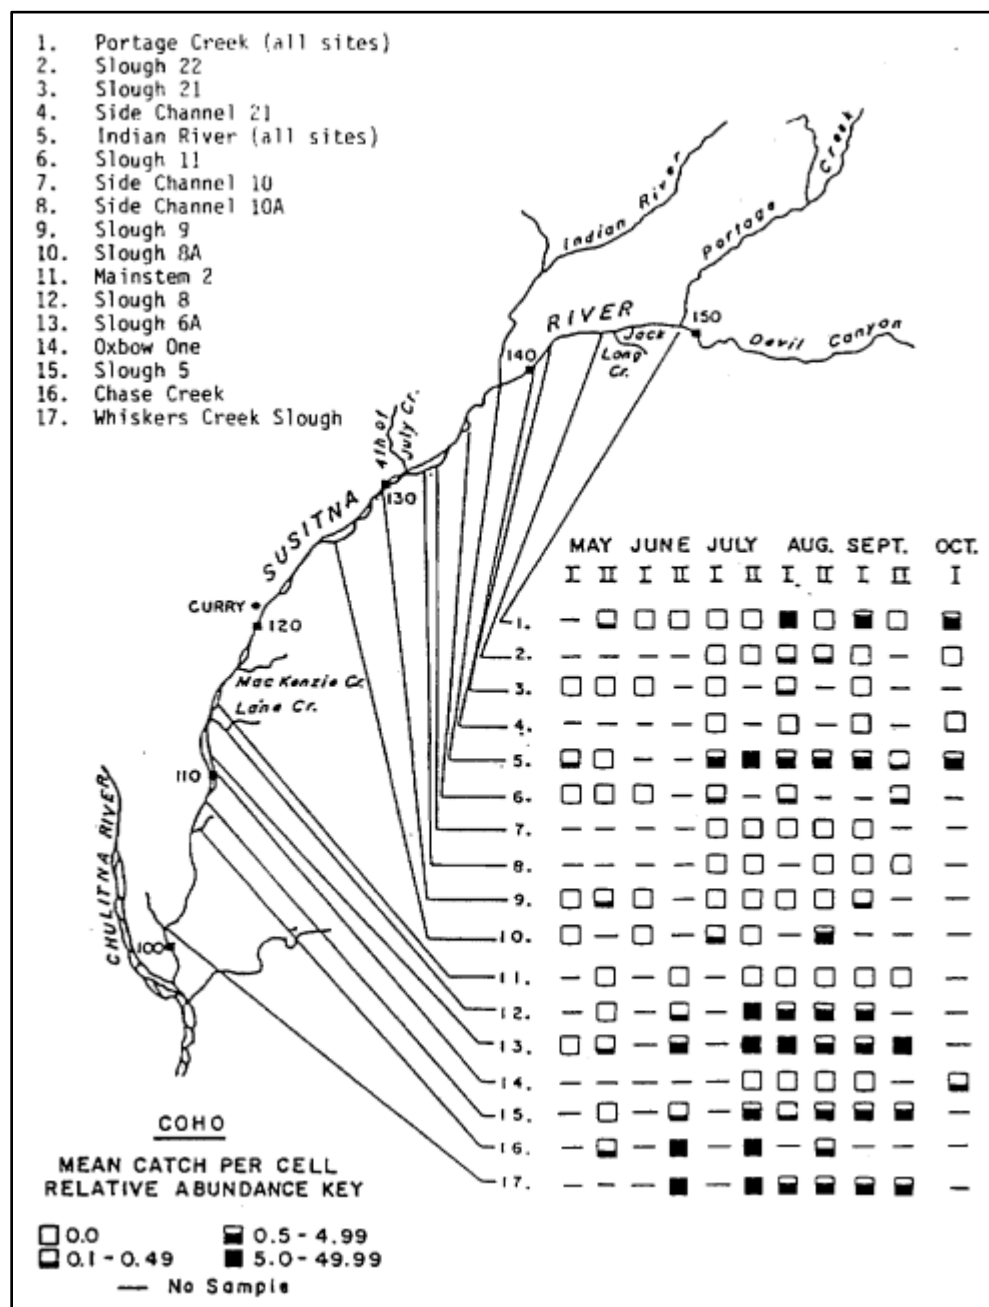 1. Portage Creek (all sites)
2. Slough 22
3. Slough 21
4. Side Channel 21
5. Indian River (all sites)
6. Slough 11
7. Side Channel 10
8. Side Channel 10A
9. Slough 9
10. Slough 8A
11. Mainstem 2
12. Slough 8
13. Slough 6A
14. Oxbow One
15. Slough 5
16. Chase Creek
17. Whiskers Creek Slough
Indian River
Portage Creek
RIVER
150
Jack
Long
Cr.
Devil Canyon
140
4th of
July Cr.
130
SUSITNA
CURRY
120
MacKenzie Cr.
Lane Cr.
110
CHULITNA RIVER
100
MAY JUNE JULY AUG. SEPT. OCT.
I II I II I II I II I II I
1.
2.
3.
4.
5.
6.
7.
8.
9.
10.
11.
12.
13.
14.
15.
16.
17.
COHO
MEAN CATCH PER CELL
RELATIVE ABUNDANCE KEY
0.0 0.5 - 4.99
0.1 - 0.49 5.0 - 49.99
— No Sample